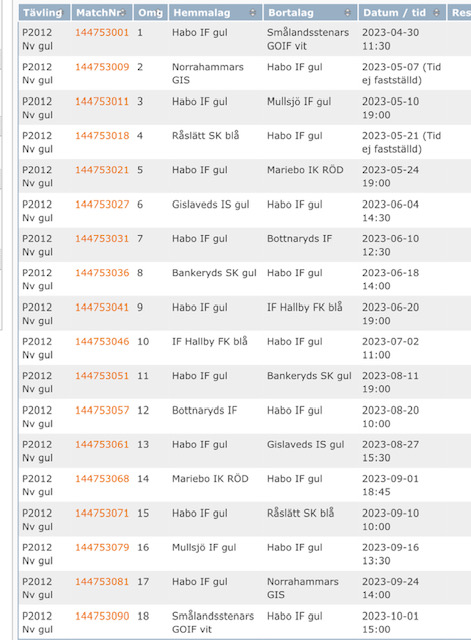 Tävling MatchNr Omg Hemmalag Bortalag Datum / tid Res
P2012 144753001 1 Habo IF gul Smålandsstenars 2023-04-30
Nv gul GOIF vit 11:30
P2012 144753009 2 Norrahammars Habo IF gul 2023-05-07 (Tid
Nv gul GIS ej fastställd)
P2012 144753011 3 Habo IF gul Mullsjö IF gul 2023-05-10
Nv gul 19:00
P2012 144753018 4 Råslätt SK blå Habo IF gul 2023-05-21 (Tid
Nv gul ej fastställd)
P2012 144753021 5 Habo IF gul Mariebo IK RÖD 2023-05-24
Nv gul 19:00
P2012 144753027 6 Gislaveds IS gul Habo IF gul 2023-06-04
Nv gul 14:30
P2012 144753031 7 Habo IF gul Bottnaryds IF 2023-06-10
Nv gul 12:30
P2012 144753036 8 Bankeryds SK gul Habo IF gul 2023-06-18
Nv gul 14:00
P2012 144753041 9 Habo IF gul IF Hallby FK blå 2023-06-20
Nv gul 19:00
P2012 144753046 10 IF Hallby FK blå Habo IF gul 2023-07-02
Nv gul 11:00
P2012 144753051 11 Habo IF gul Bankeryds SK gul 2023-08-11
Nv gul 19:00
P2012 144753057 12 Bottnaryds IF Habo IF gul 2023-08-20
Nv gul 10:00
P2012 144753061 13 Habo IF gul Gislaveds IS gul 2023-08-27
Nv gul 15:30
P2012 144753068 14 Mariebo IK RÖD Habo IF gul 2023-09-01
Nv gul 18:45
P2012 144753071 15 Habo IF gul Råslätt SK blå 2023-09-10
Nv gul 10:00
P2012 144753079 16 Mullsjö IF gul Habo IF gul 2023-09-16
Nv gul 13:30
P2012 144753081 17 Habo IF gul Norrahammars 2023-09-24
Nv gul GIS 14:00
P2012 144753090 18 Smålandsstenars Habo IF gul 2023-10-01
Nv gul GOIF vit 15:00